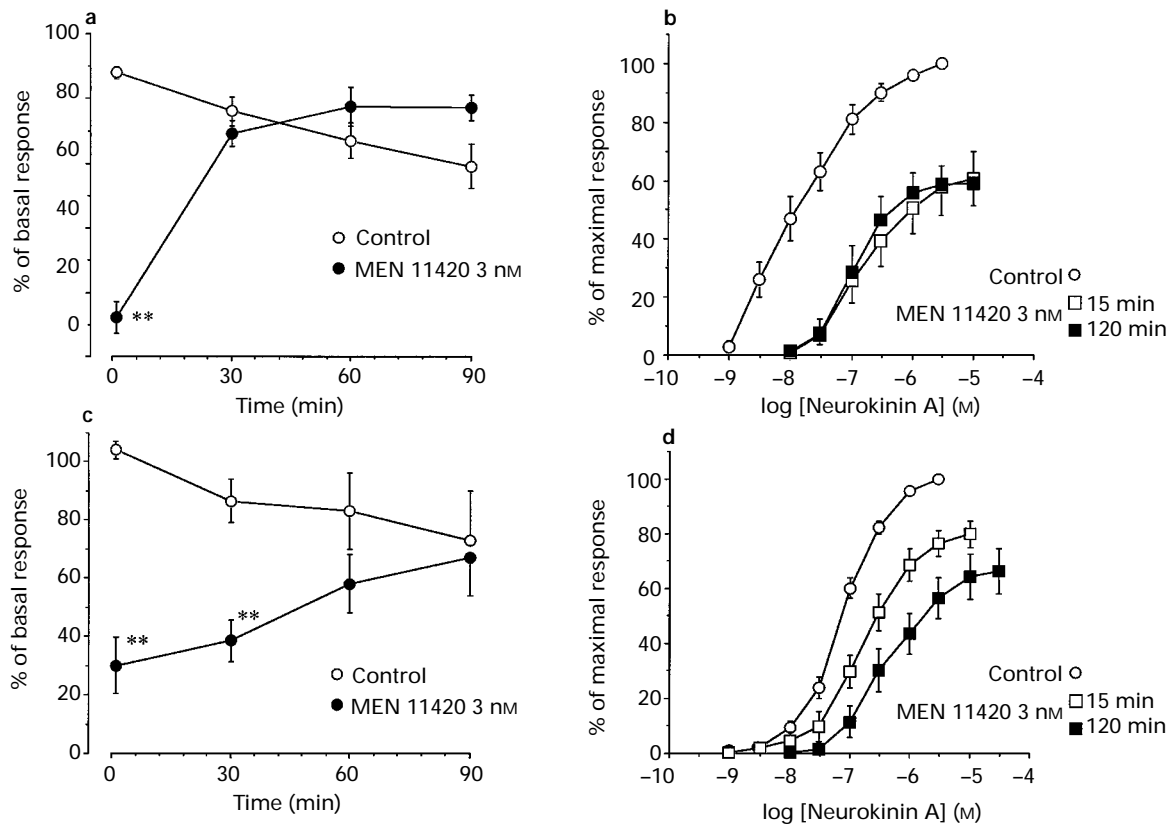 a
100
80
60
40
20
0
% of basal response
**
Control
MEN 11420 3 nM
0 30 60 90
Time (min)
b
100
80
60
40
20
0
% of maximal response
Control
MEN 11420 3 nM
15 min
120 min
–10 –9 –8 –7 –6 –5 –4
log [Neurokinin A] (M)
c
100
80
60
40
20
0
% of basal response
** **
Control
MEN 11420 3 nM
0 30 60 90
Time (min)
d
100
80
60
40
20
0
% of maximal response
Control
MEN 11420 3 nM
15 min
120 min
–10 –9 –8 –7 –6 –5 –4
log [Neurokinin A] (M)